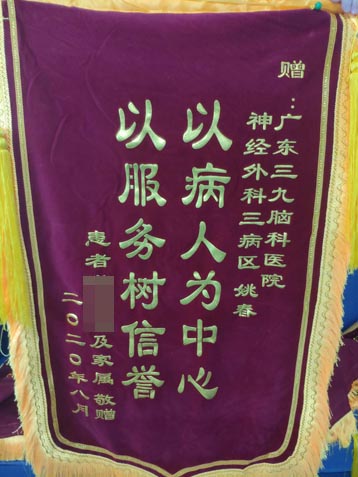 赠：广东三九脑科医院
神经外科三病区 姚春
以病人为中心
以服务树信誉
患者 及家属 敬赠
二〇二〇年八月